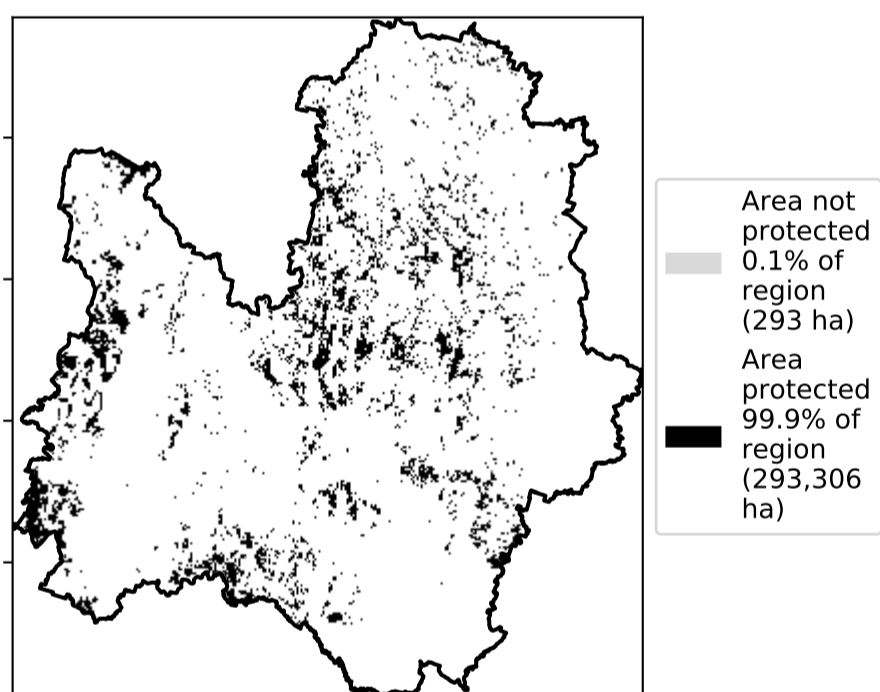 Area not
protected
0.1% of
region
(293 ha)
Area
protected
99.9% of
region
(293,306
ha)